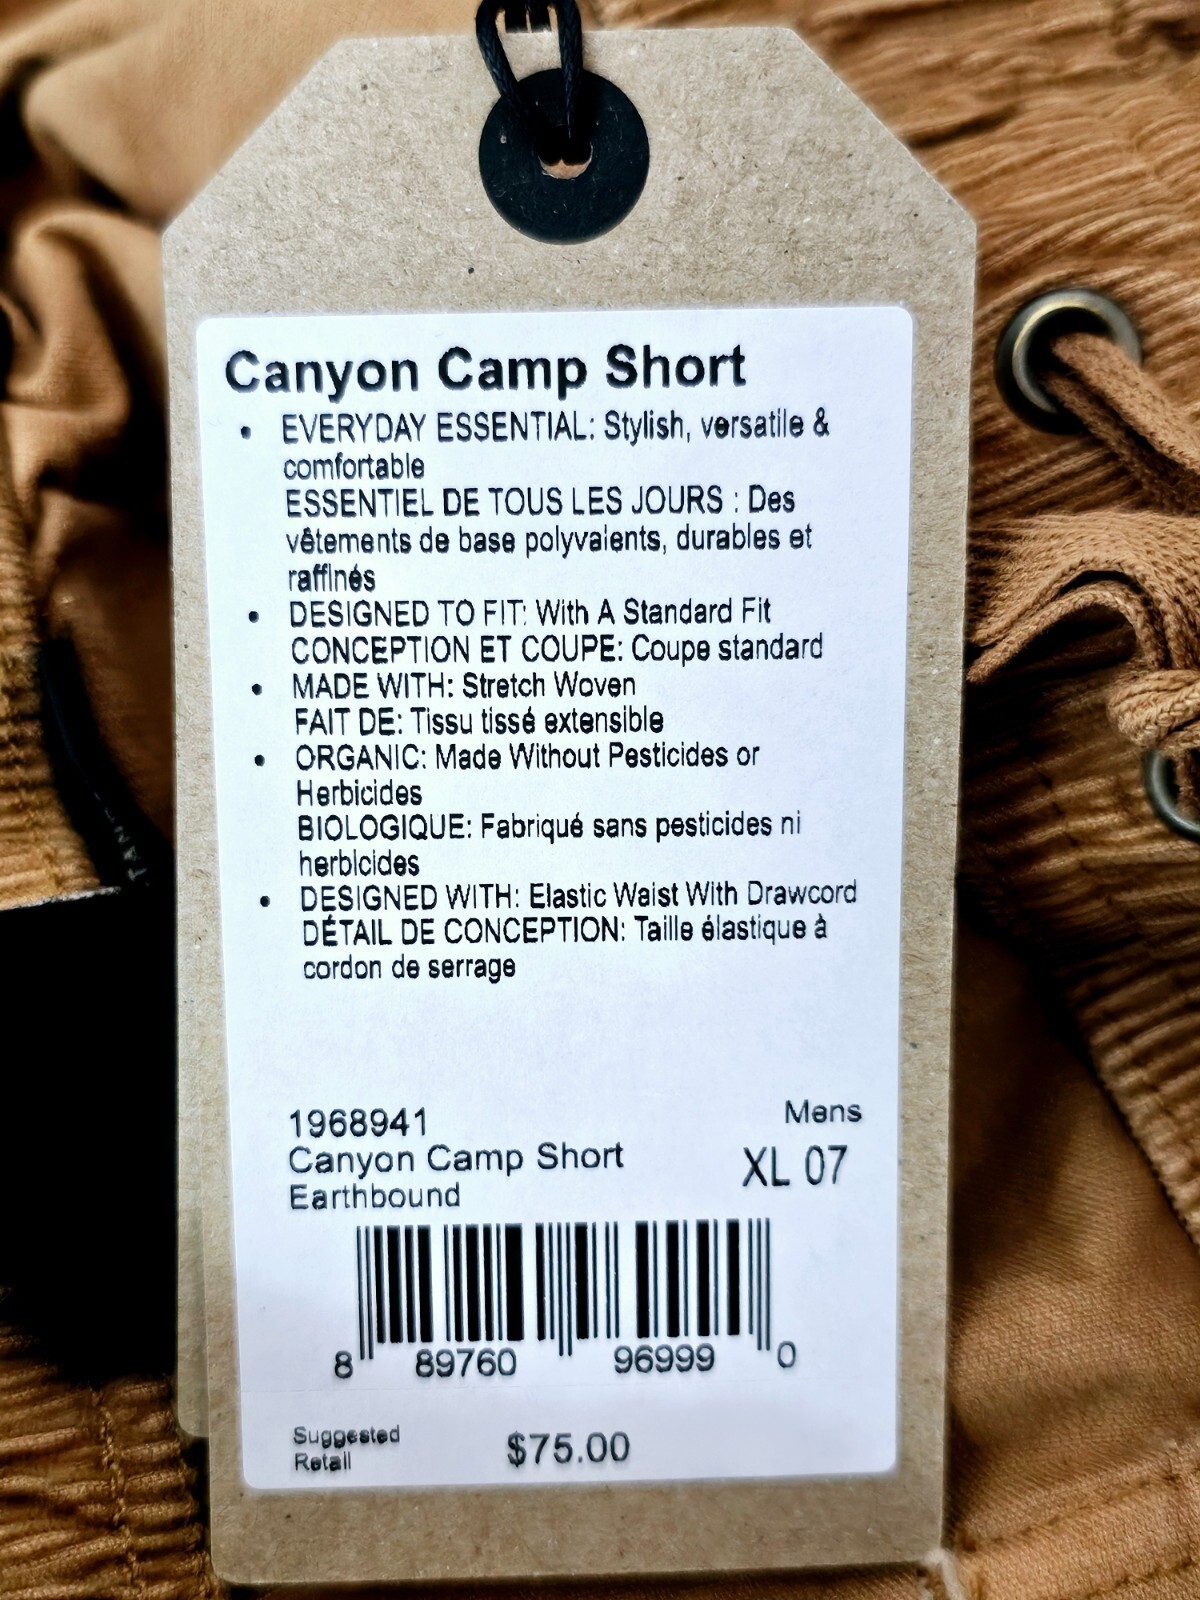 Canyon Camp Short
• EVERYDAY ESSENTIAL: Stylish, versatile &
comfortable
ESSENTIEL DE TOUS LES JOURS : Des
vêtements de base polyvalents, durables et
raffinés
• DESIGNED TO FIT: With A Standard Fit
CONCEPTION ET COUPE: Coupe standard
• MADE WITH: Stretch Woven
FAIT DE: Tissu tissé extensible
• ORGANIC: Made Without Pesticides or
Herbicides
BIOLOGIQUE: Fabriqué sans pesticides ni
herbicides
• DESIGNED WITH: Elastic Waist With Drawcord
DÉTAIL DE CONCEPTION: Taille élastique à
cordon de serrage
1968941 Mens
Canyon Camp Short XL 07
Earthbound
8 89760 96999 0
Suggested
Retail $75.00